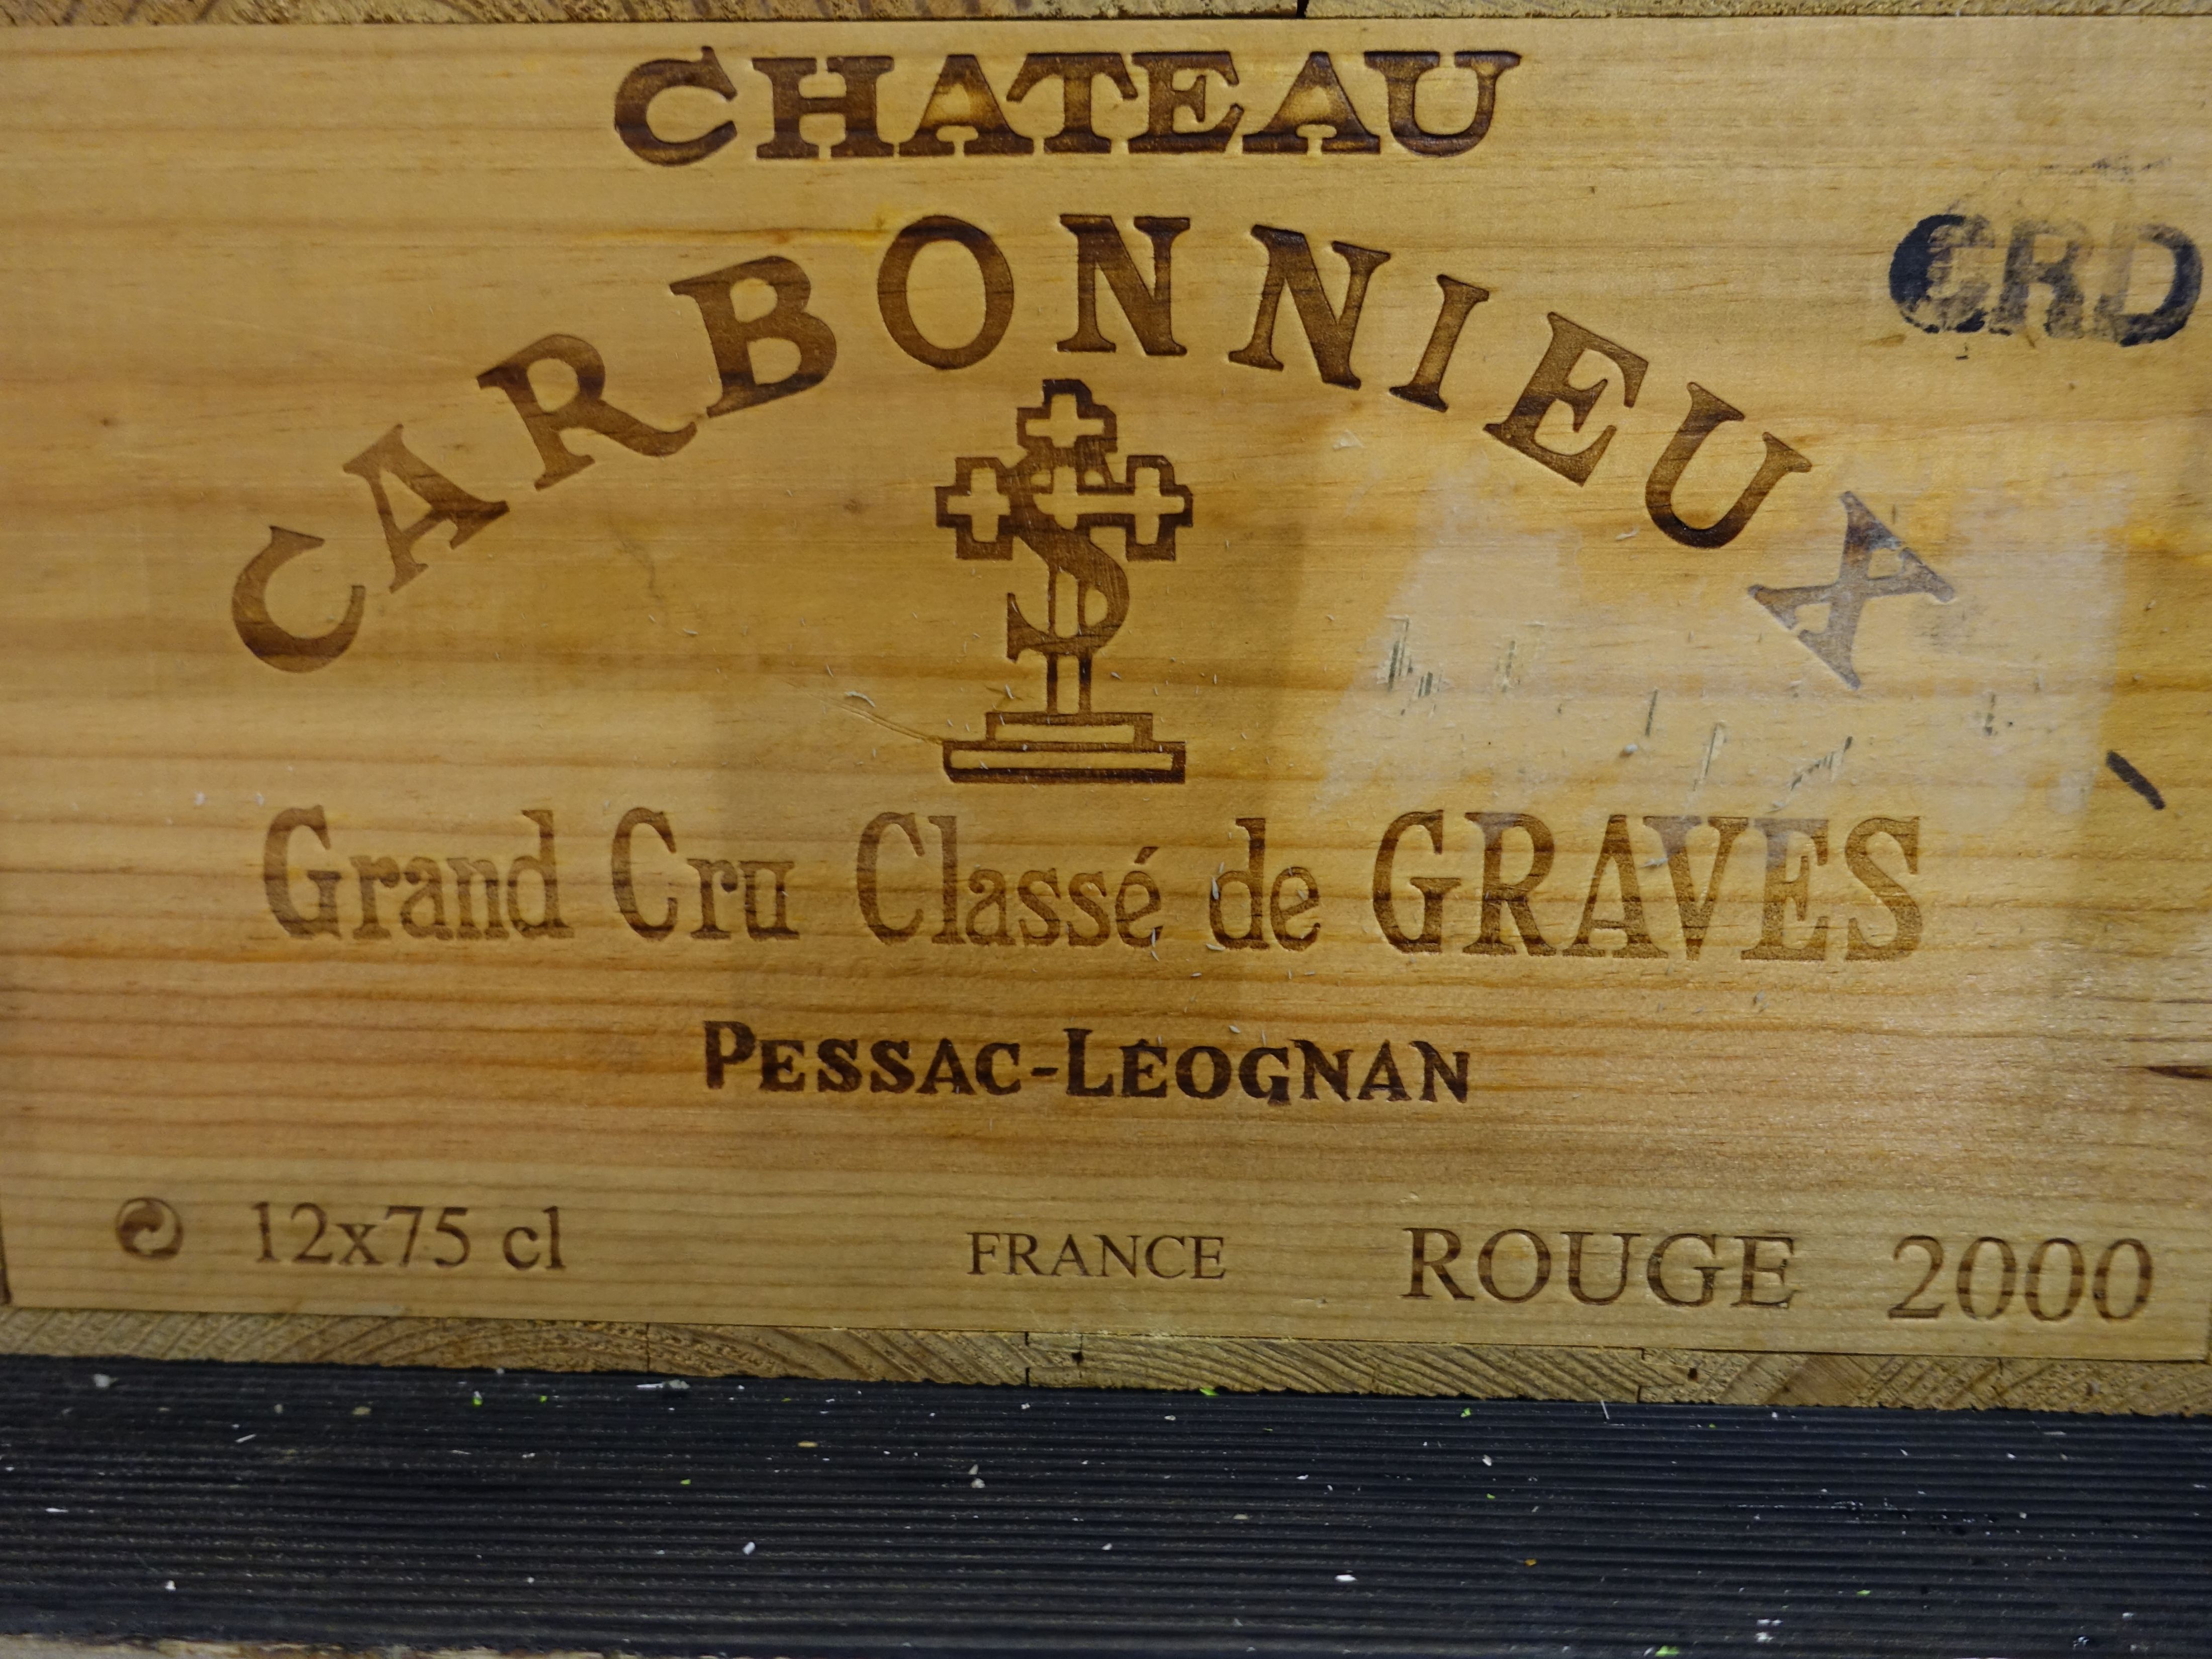 CHATEAU
CARBONNIEUX
CRD
S
Grand Cru Classé de GRAVES
PESSAC-LÉOGNAN
12x75 cl FRANCE ROUGE 2000